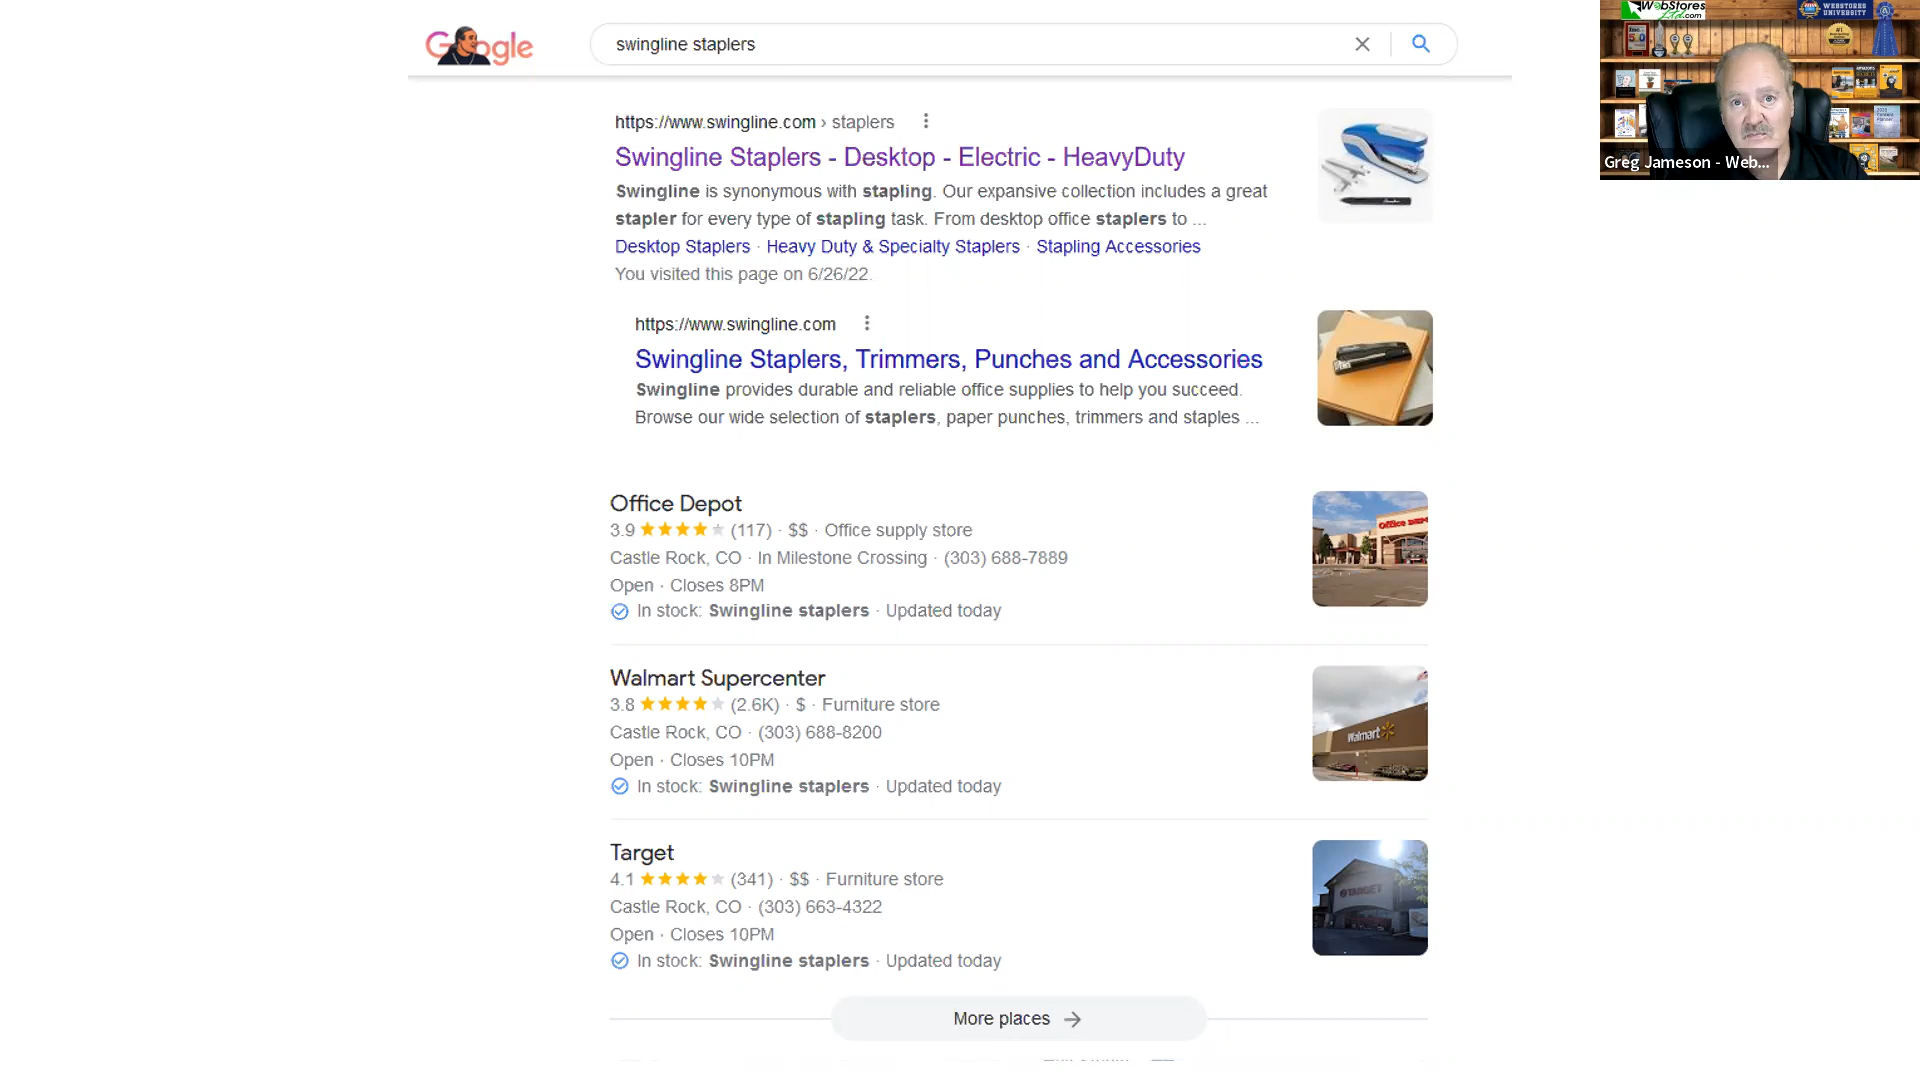 Google
swingline staplers
https://www.swingline.com › staplers
Swingline Staplers - Desktop - Electric - HeavyDuty
Swingline is synonymous with stapling. Our expansive collection includes a great
stapler for every type of stapling task. From desktop office staplers to ...
Desktop Staplers · Heavy Duty & Specialty Staplers · Stapling Accessories
You visited this page on 6/26/22.
https://www.swingline.com
Swingline Staplers, Trimmers, Punches and Accessories
Swingline provides durable and reliable office supplies to help you succeed.
Browse our wide selection of staplers, paper punches, trimmers and staples ...
Office Depot
3.9 (117) · $$ · Office supply store
Castle Rock, CO · In Milestone Crossing · (303) 688-7889
Open · Closes 8PM
In stock: Swingline staplers · Updated today
Walmart Supercenter
3.8 (2.6K) · $ · Furniture store
Castle Rock, CO · (303) 688-8200
Open · Closes 10PM
In stock: Swingline staplers · Updated today
Walmart
Target
4.1 (341) · $$ · Furniture store
Castle Rock, CO · (303) 663-4322
Open · Closes 10PM
In stock: Swingline staplers · Updated today
TARGET
More places
WebStores
Ltd.com
WEBSTORES
UNIVERSITY
Greg Jameson - Web...